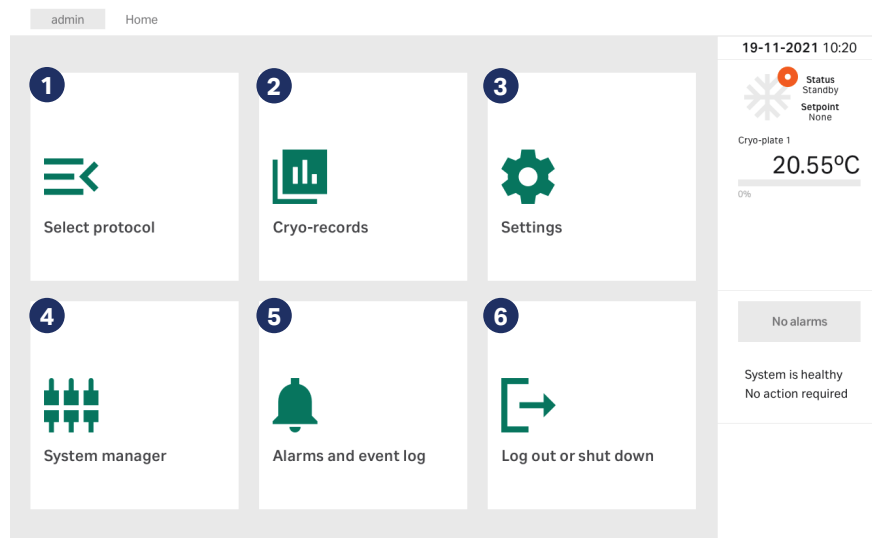 admin
Home
1
2
3
Select protocol
Cryo-records
Settings
4
5
6
System manager
Alarms and event log
Log out or shut down
19-11-2021 10:20
Status
Standby
Setpoint
None
Cryo-plate 1
20.55ºC
0%
No alarms
System is healthy
No action required